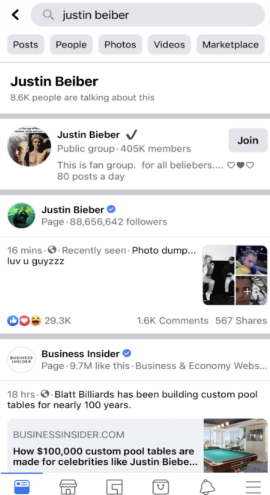 justin beiber
Posts People Photos Videos Marketplace
Justin Beiber
8.6K people are talking about this
Justin Bieber ✓
Public group · 405K members
This is fan group. for all beliebers.... ♡♥♡
80 posts a day
Join
Justin Bieber
Page · 88,656,642 followers
16 mins · Recently seen · Photo dump...
luv u guyzzz
29.3K 1.6K Comments 567 Shares
BUSINESS
INSIDER
Business Insider
Page · 9.7M like this · Business & Economy Webs...
18 hrs · Blatt Billiards has been building custom pool
tables for nearly 100 years.
BUSINESSINSIDER.COM
How $100,000 custom pool tables are
made for celebrities like Justin Biebe...